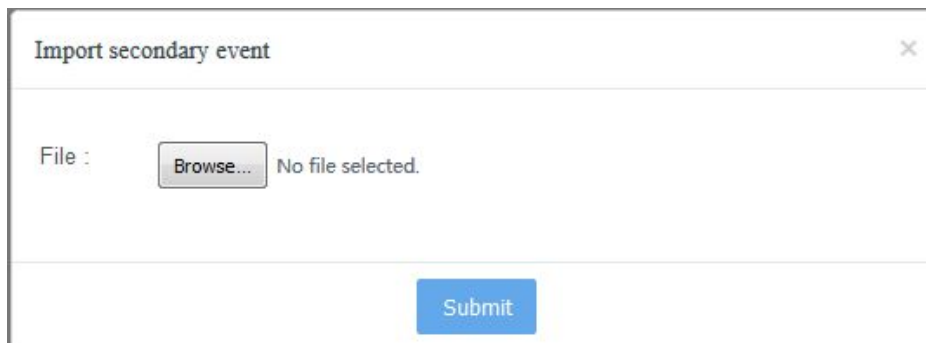 Import secondary event
×
File :
Browse... No file selected.
Submit